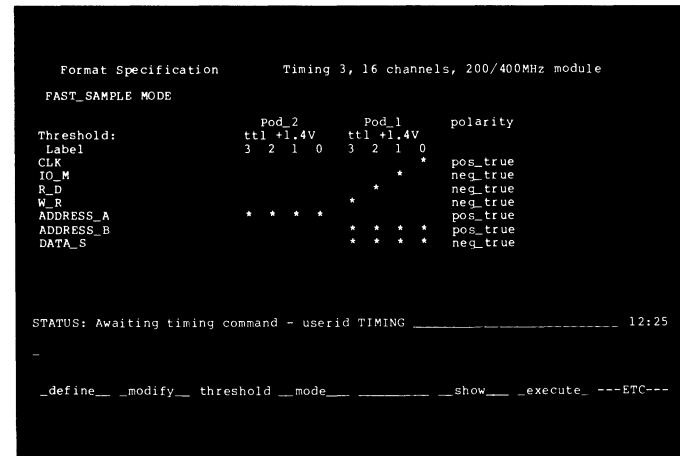 Format Specification Timing 3, 16 channels, 200/400MHz module
FAST_SAMPLE MODE
Pod_2 Pod_1 polarity
Threshold: ttl +1.4V ttl +1.4V
Label 3 2 1 0 3 2 1 0
CLK * pos_true
IO_M * neg_true
R_D * neg_true
W_R * neg_true
ADDRESS_A * * * * pos_true
ADDRESS_B * * * * pos_true
DATA_S * * * * neg_true
STATUS: Awaiting timing command - userid TIMING ____________________________ 12:25
_
_define__ _modify__ threshold __mode___ _________ __show___ _execute_ ---ETC---